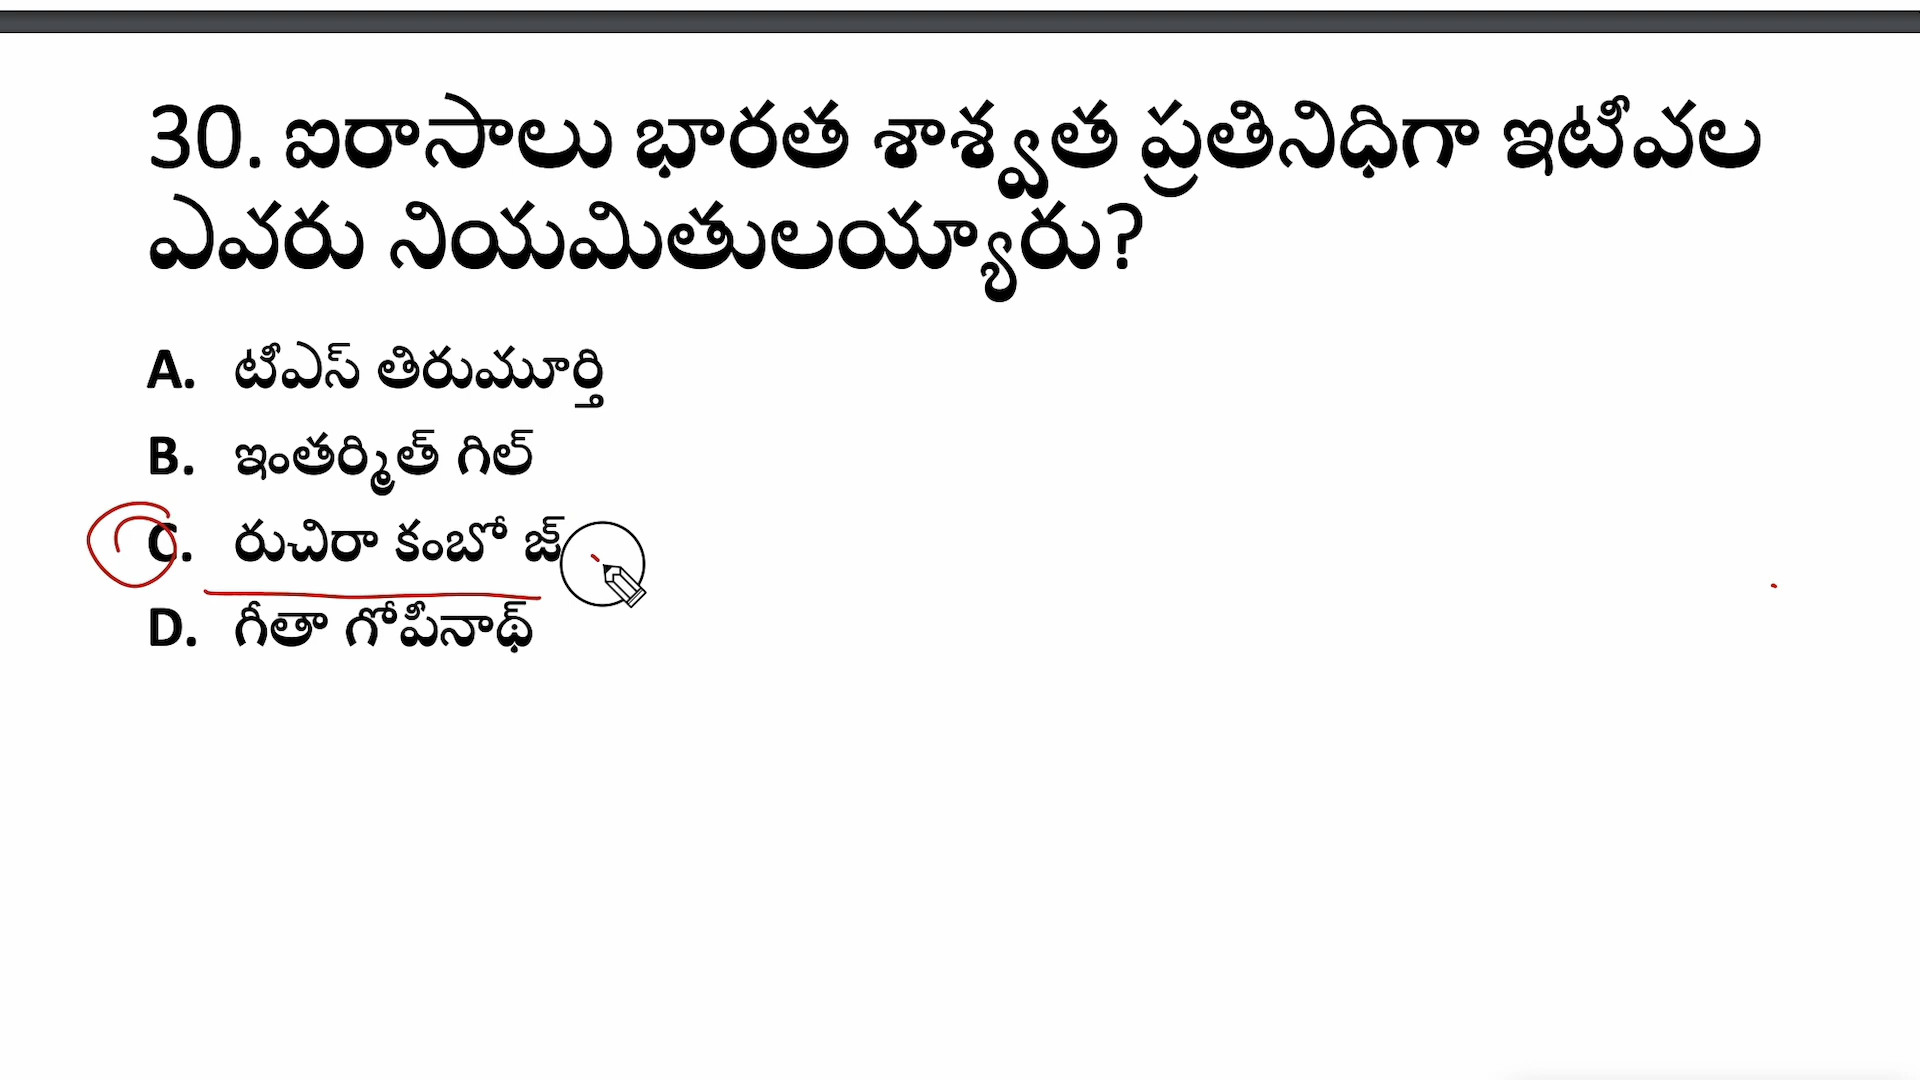 30. ఐరాసాలు భారత శాశ్వత ప్రతినిధిగా ఇటీవల
ఎవరు నియమితులయ్యారు?
A. టీఎస్ తిరుమూర్తి
B. ఇంతర్మిత్ గిల్
C. రుచిరా కంబో జ్
D. గీతా గోపీనాథ్